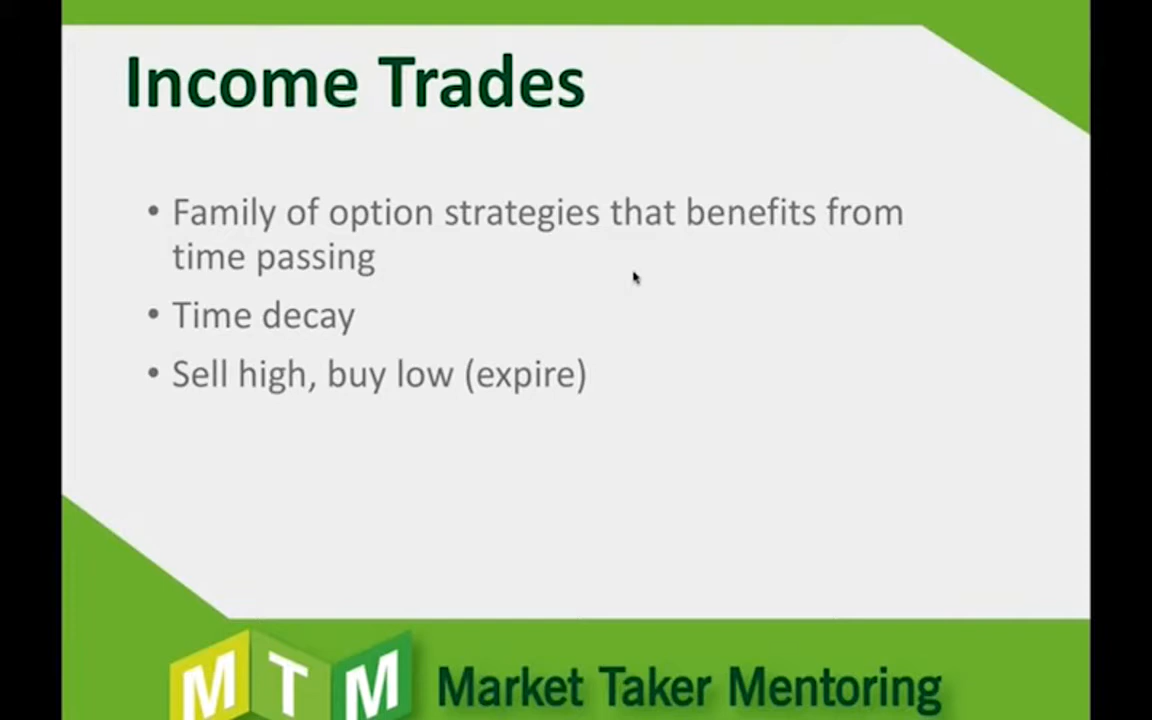 Income Trades
• Family of option strategies that benefits from
time passing
• Time decay
• Sell high, buy low (expire)
MTM Market Taker Mentoring